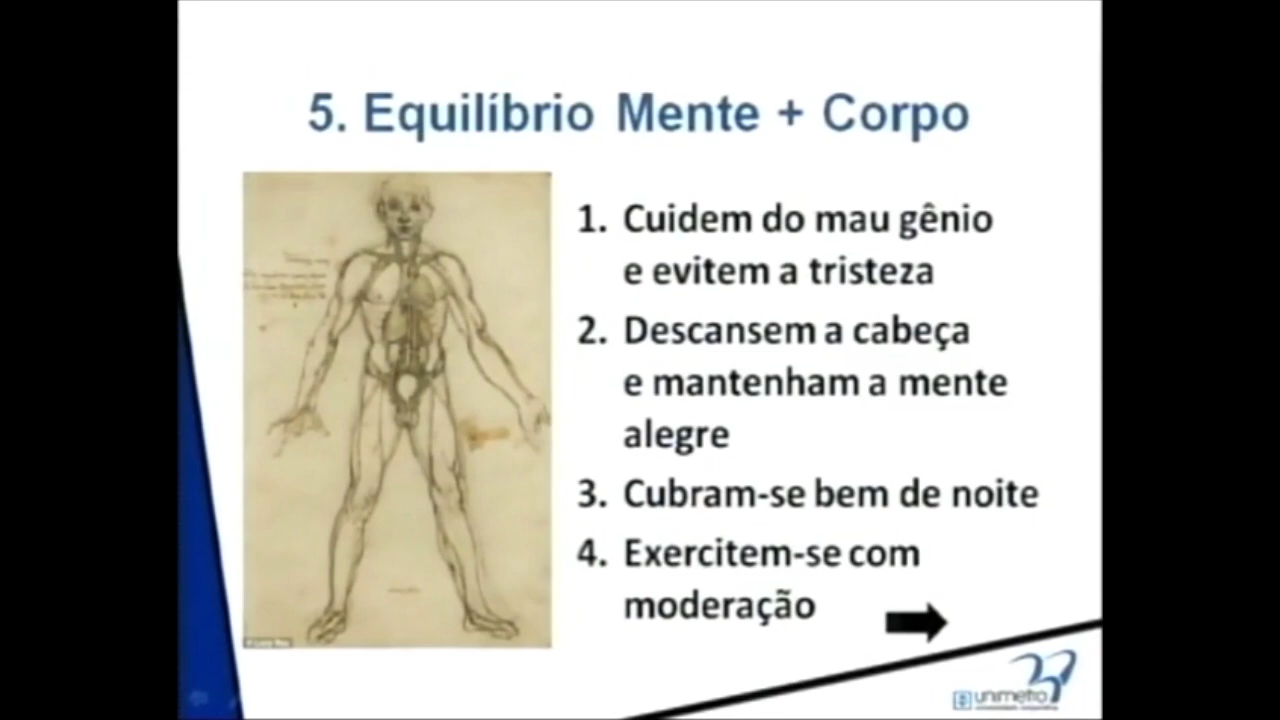 5. Equilíbrio Mente + Corpo
1. Cuidem do mau gênio
e evitem a tristeza
2. Descansem a cabeça
e mantenham a mente
alegre
3. Cubram-se bem de noite
4. Exercitem-se com
moderação
unimetro